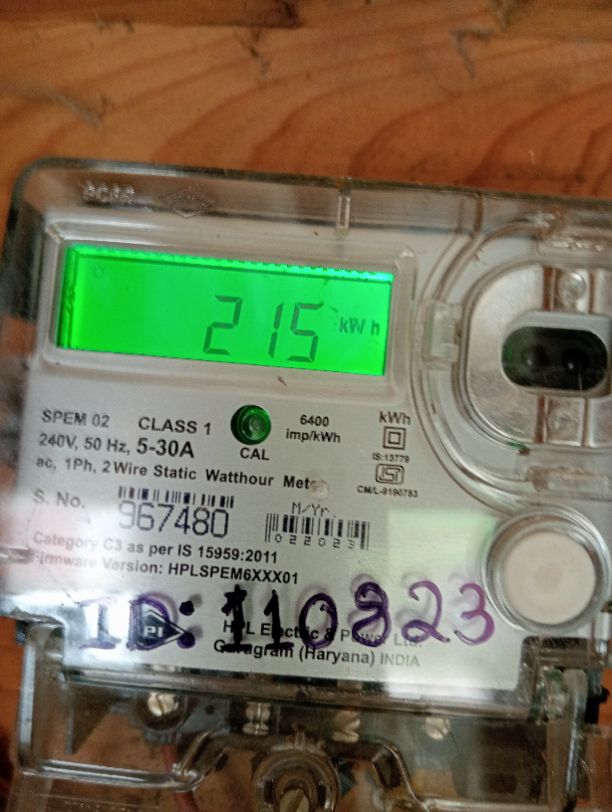 215 kWh
SPEM 02 CLASS 1 6400 imp/kWh kWh
240V, 50 Hz, 5-30A CAL IS:13779
ac, 1Ph, 2 Wire Static Watthour Meter
CM/L-9190783
S. No. 967480 M/Yr. 022023
Category C3 as per IS 15959:2011
Firmware Version: HPLSPEM6XXX01
ID: 110823
HPL Electric & Power Ltd.
Gurugram (Haryana) INDIA